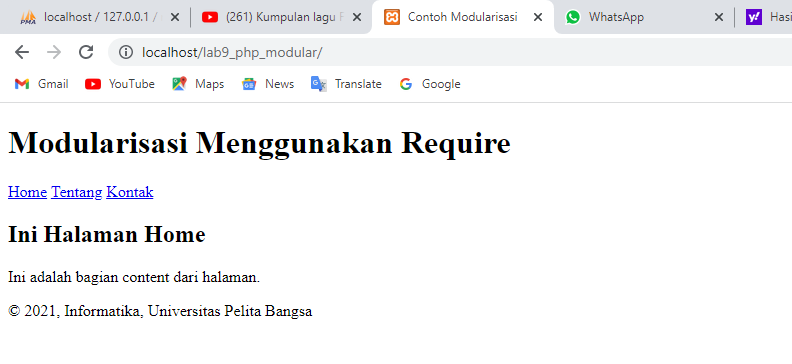 localhost / 127.0.0.1 /
(261) Kumpulan lagu
Contoh Modularisasi
WhatsApp
Hasi
localhost/lab9_php_modular/
Gmail YouTube Maps News Translate Google
Modularisasi Menggunakan Require
Home Tentang Kontak
Ini Halaman Home
Ini adalah bagian content dari halaman.
© 2021, Informatika, Universitas Pelita Bangsa